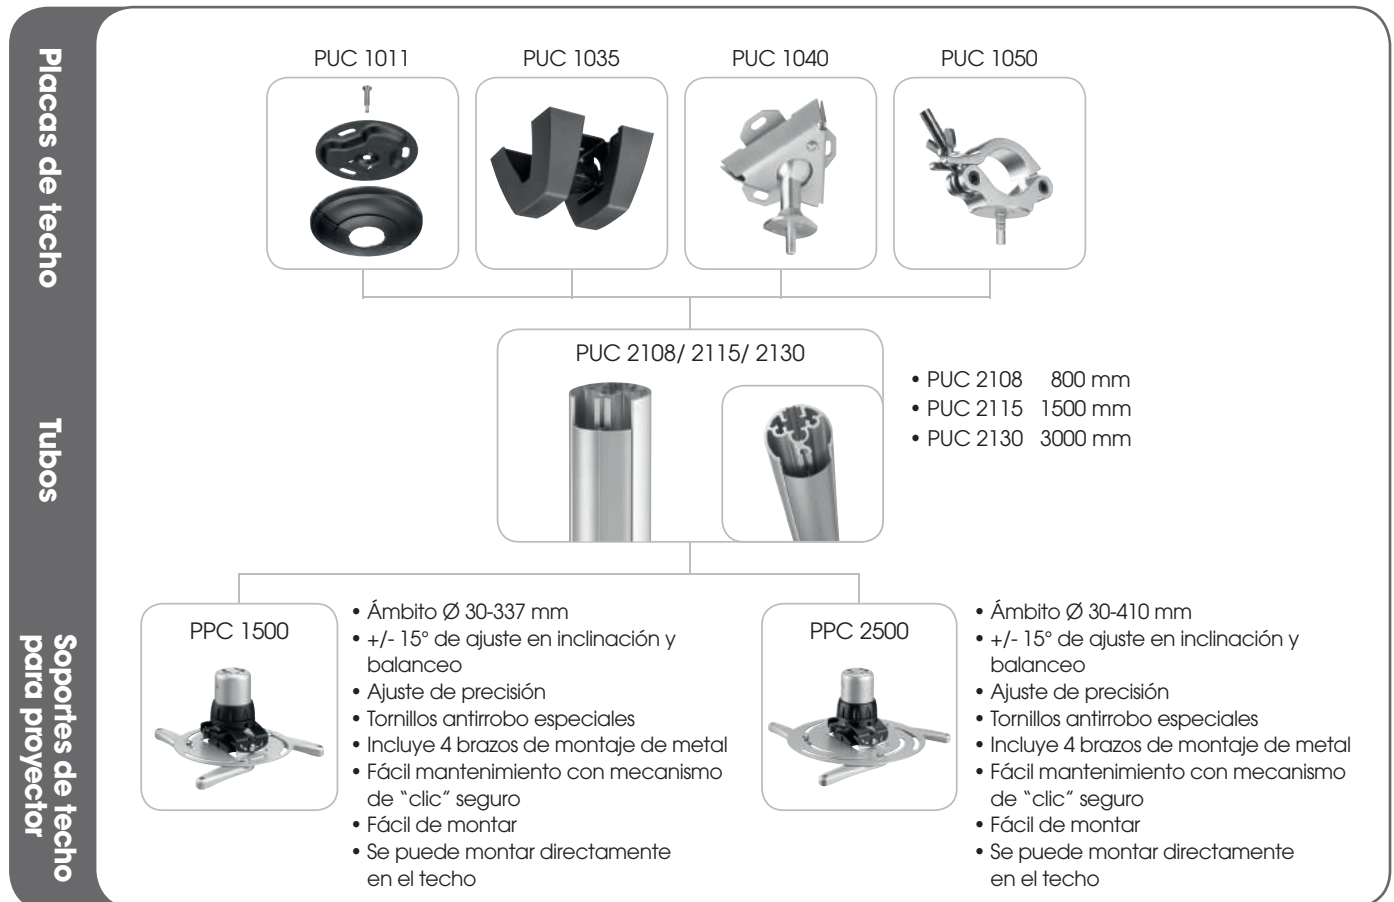 Placas de techo
PUC 1011
PUC 1035
PUC 1040
PUC 1050
Tubos
PUC 2108/ 2115/ 2130
• PUC 2108 800 mm
• PUC 2115 1500 mm
• PUC 2130 3000 mm
Soportes de techo
para proyector
PPC 1500
• Ámbito Ø 30-337 mm
• +/- 15° de ajuste en inclinación y
balanceo
• Ajuste de precisión
• Tornillos antirrobo especiales
• Incluye 4 brazos de montaje de metal
• Fácil mantenimiento con mecanismo
de “clic” seguro
• Fácil de montar
• Se puede montar directamente
en el techo
PPC 2500
• Ámbito Ø 30-410 mm
• +/- 15° de ajuste en inclinación y
balanceo
• Ajuste de precisión
• Tornillos antirrobo especiales
• Incluye 4 brazos de montaje de metal
• Fácil mantenimiento con mecanismo
de “clic” seguro
• Fácil de montar
• Se puede montar directamente
en el techo